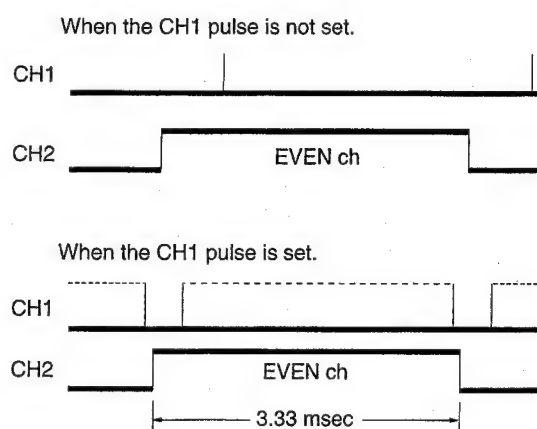 When the CH1 pulse is not set.
CH1
CH2
EVEN ch
When the CH1 pulse is set.
CH1
CH2
EVEN ch
3.33 msec